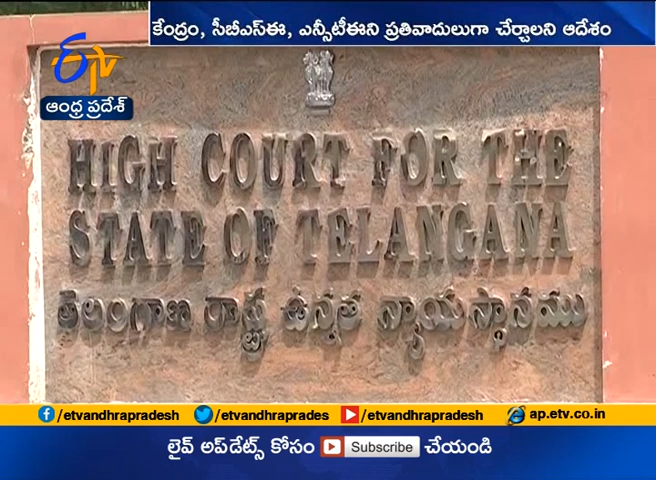 కేంద్రం, సీబీఎస్ఈ, ఎన్సీటీఈని ప్రతివాదులుగా చేర్చాలని ఆదేశం
etv
ఆంధ్ర ప్రదేశ్
HIGH COURT FOR THE
STATE OF TELANGANA
తెలంగాణ రాష్ట్ర ఉన్నత న్యాయస్థానము
/etvandhrapradesh /etvandhraprades /etvandhrapradesh ap.etv.co.in
లైవ్ అప్‌డేట్స్ కోసం Subscribe చేయండి